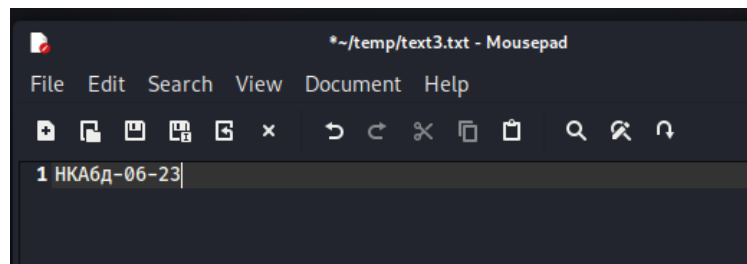 *~/temp/text3.txt - Mousepad
File Edit Search View Document Help
1 НКАбд-06-23